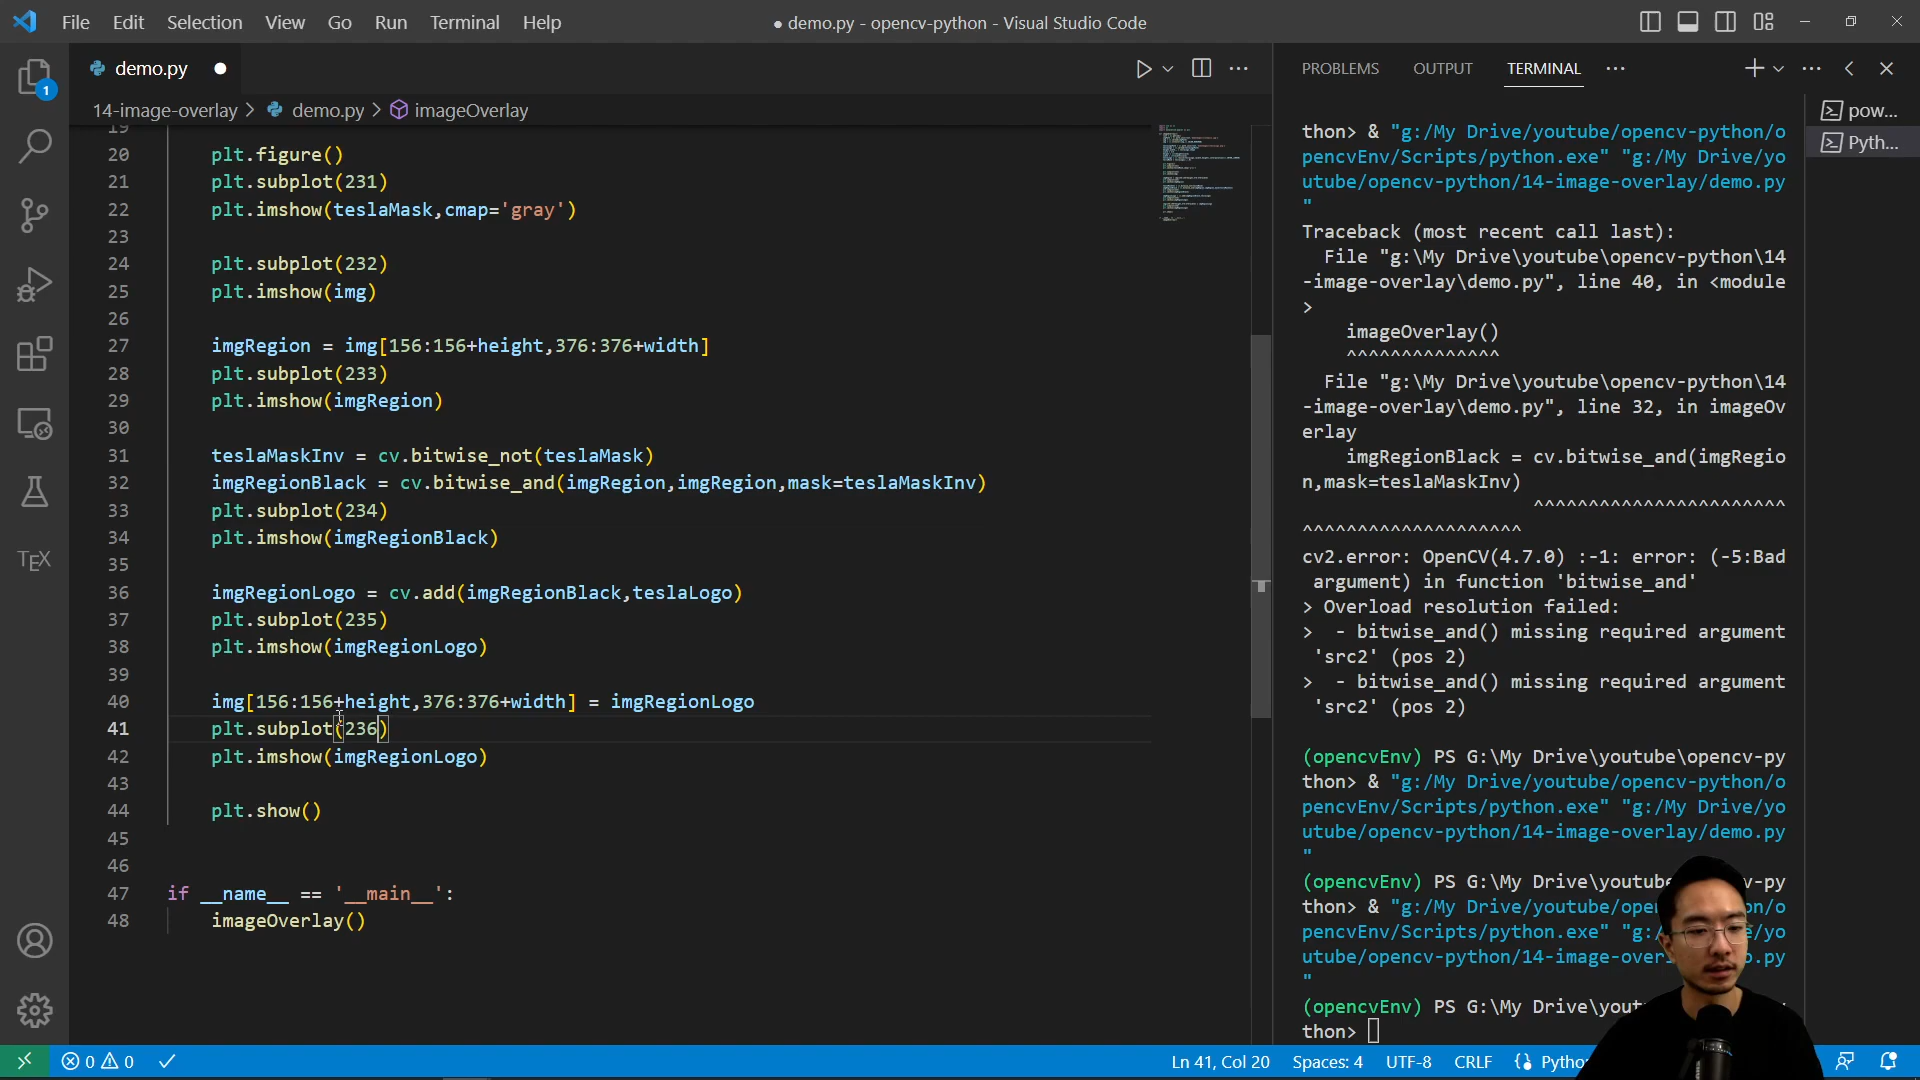 File Edit Selection View Go Run Terminal Help
● demo.py - opencv-python - Visual Studio Code
demo.py ●
14-image-overlay > demo.py > imageOverlay
19
20 plt.figure()
21 plt.subplot(231)
22 plt.imshow(teslaMask,cmap='gray')
23
24 plt.subplot(232)
25 plt.imshow(img)
26
27 imgRegion = img[156:156+height,376:376+width]
28 plt.subplot(233)
29 plt.imshow(imgRegion)
30
31 teslaMaskInv = cv.bitwise_not(teslaMask)
32 imgRegionBlack = cv.bitwise_and(imgRegion,imgRegion,mask=teslaMaskInv)
33 plt.subplot(234)
34 plt.imshow(imgRegionBlack)
35
36 imgRegionLogo = cv.add(imgRegionBlack,teslaLogo)
37 plt.subplot(235)
38 plt.imshow(imgRegionLogo)
39
40 img[156:156+height,376:376+width] = imgRegionLogo
41 plt.subplot(236)
42 plt.imshow(imgRegionLogo)
43
44 plt.show()
45
46
47 if __name__ == '__main__':
48 imageOverlay()
PROBLEMS OUTPUT TERMINAL ···
thon> & "g:/My Drive/youtube/opencv-python/o
pencvEnv/Scripts/python.exe" "g:/My Drive/yo
utube/opencv-python/14-image-overlay/demo.py
"
Traceback (most recent call last):
File "g:\My Drive\youtube\opencv-python\14
-image-overlay\demo.py", line 40, in <module
>
imageOverlay()
^^^^^^^^^^^^^^
File "g:\My Drive\youtube\opencv-python\14
-image-overlay\demo.py", line 32, in imageOv
erlay
imgRegionBlack = cv.bitwise_and(imgRegio
n,mask=teslaMaskInv)
^^^^^^^^^^^^^^^^^^^^^^^
^^^^^^^^^^^^^^^^^^^^
cv2.error: OpenCV(4.7.0) :-1: error: (-5:Bad
argument) in function 'bitwise_and'
> Overload resolution failed:
> - bitwise_and() missing required argument
'src2' (pos 2)
> - bitwise_and() missing required argument
'src2' (pos 2)
(opencvEnv) PS G:\My Drive\youtube\opencv-py
thon> & "g:/My Drive/youtube/opencv-python/o
pencvEnv/Scripts/python.exe" "g:/My Drive/yo
utube/opencv-python/14-image-overlay/demo.py
"
(opencvEnv) PS G:\My Drive\youtube v-py
thon> & "g:/My Drive/youtube/open n/o
pencvEnv/Scripts/python.exe" "g:/ e/yo
utube/opencv-python/14-image-over .py
"
(opencvEnv) PS G:\My Drive\yout
thon>
pow...
Pyth...
1
TEX
0 0
Ln 41, Col 20 Spaces: 4 UTF-8 CRLF